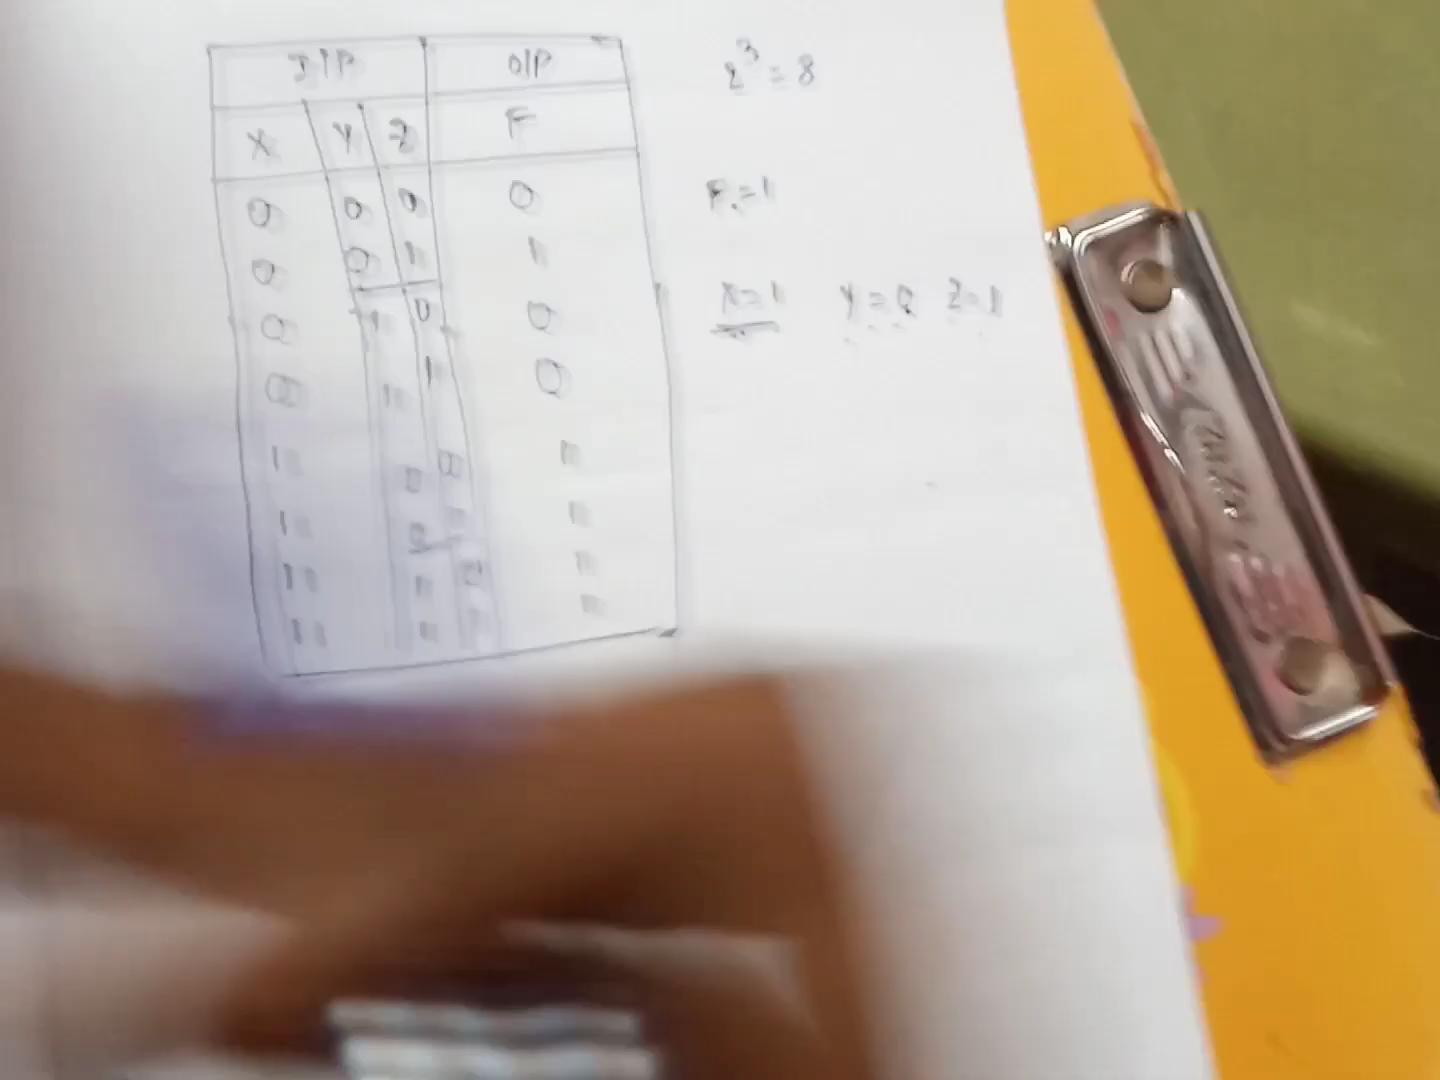 I/P O/P
X Y Z F
0 0 0 0
0 0 1 1
0 1 0 0
0 1 1 0
1 0 0 1
1 0 1 1
1 1 0 1
1 1 1 1
2³ = 8
F = 1
X = 1 Y = 0 Z = 1